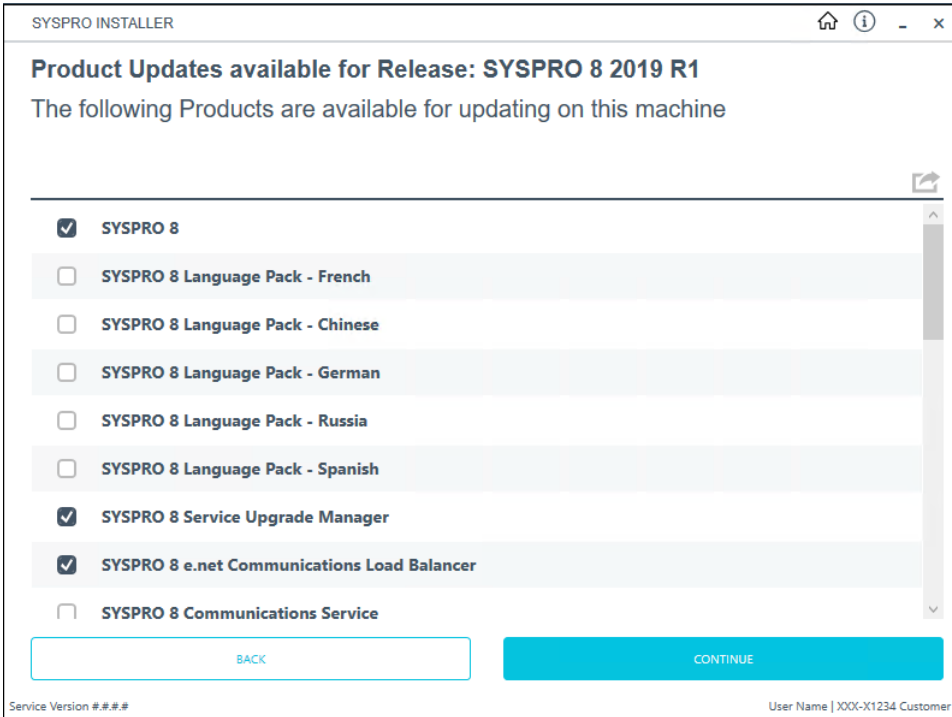 SYSPRO INSTALLER
Product Updates available for Release: SYSPRO 8 2019 R1
The following Products are available for updating on this machine
SYSPRO 8
SYSPRO 8 Language Pack - French
SYSPRO 8 Language Pack - Chinese
SYSPRO 8 Language Pack - German
SYSPRO 8 Language Pack - Russia
SYSPRO 8 Language Pack - Spanish
SYSPRO 8 Service Upgrade Manager
SYSPRO 8 e.net Communications Load Balancer
SYSPRO 8 Communications Service
BACK
CONTINUE
Service Version #.#.#.#
User Name | XXX-X1234 Customer